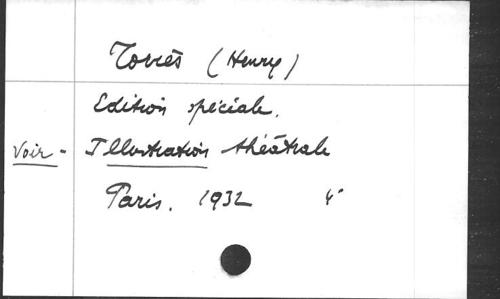 Torrès (Henry)
Edition spéciale.
Voir - Illustration théâtrale
Paris. 1932 4°